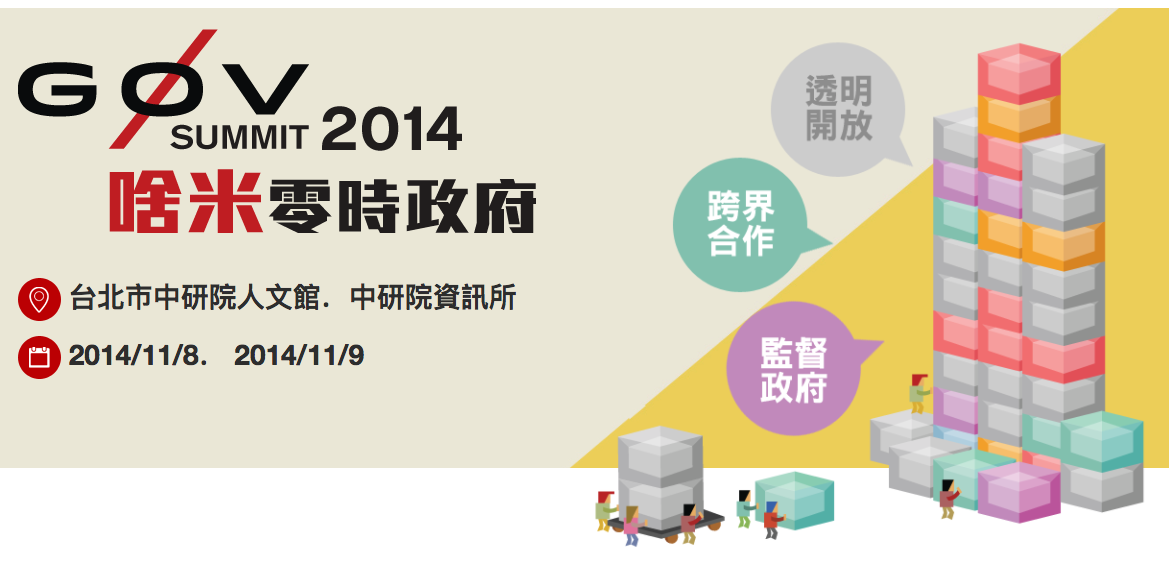 GØV
SUMMIT 2014
啥米零時政府
台北市中研院人文館．中研院資訊所
2014/11/8． 2014/11/9
透明
開放
跨界
合作
監督
政府